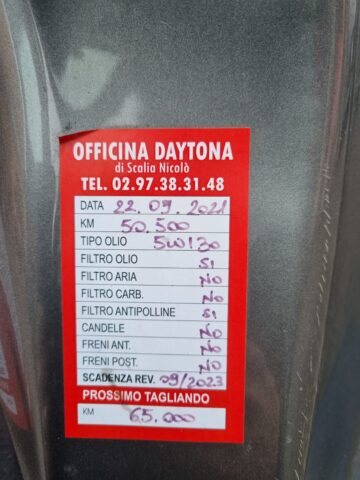 OFFICINA DAYTONA
di Scalia Nicolò
TEL. 02.97.38.31.48
DATA 22.09.2021
KM 50.500
TIPO OLIO 5W130
FILTRO OLIO SI
FILTRO ARIA NO
FILTRO CARB. NO
FILTRO ANTIPOLLINE SI
CANDELE NO
FRENI ANT. NO
FRENI POST. NO
SCADENZA REV. 09/2023
PROSSIMO TAGLIANDO
KM 65.000